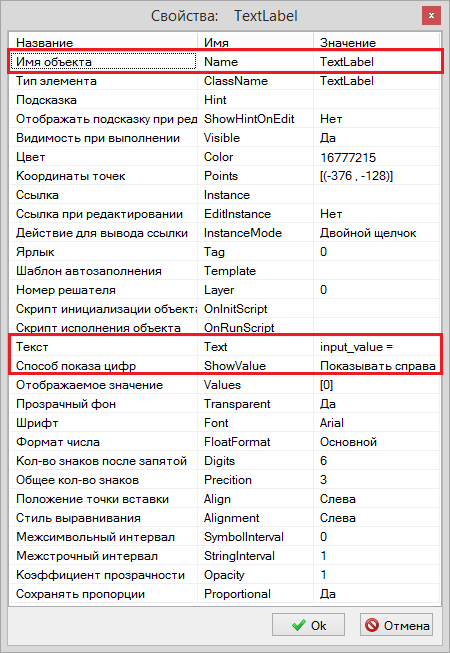 Свойства: TextLabel
x
Название Имя Значение
Имя объекта Name TextLabel
Тип элемента ClassName TextLabel
Подсказка Hint
Отображать подсказку при ред ShowHintOnEdit Нет
Видимость при выполнении Visible Да
Цвет Color 16777215
Координаты точек Points [(-376 , -128)]
Ссылка Instance
Ссылка при редактировании EditInstance Нет
Действие для вывода ссылки InstanceMode Двойной щелчок
Ярлык Tag 0
Шаблон автозаполнения Template
Номер решателя Layer 0
Скрипт инициализации объекта OnInitScript
Скрипт исполнения объекта OnRunScript
Текст Text input_value =
Способ показа цифр ShowValue Показывать справа
Отображаемое значение Values [0]
Прозрачный фон Transparent Да
Шрифт Font Arial
Формат числа FloatFormat Основной
Кол-во знаков после запятой Digits 6
Общее кол-во знаков Precition 3
Положение точки вставки Align Слева
Стиль выравнивания Alignment Слева
Межсимвольный интервал SymbolInterval 0
Межстрочный интервал StringInterval 1
Коэффициент прозрачности Opacity 1
Сохранять пропорции Proportional Да
Ok Отмена